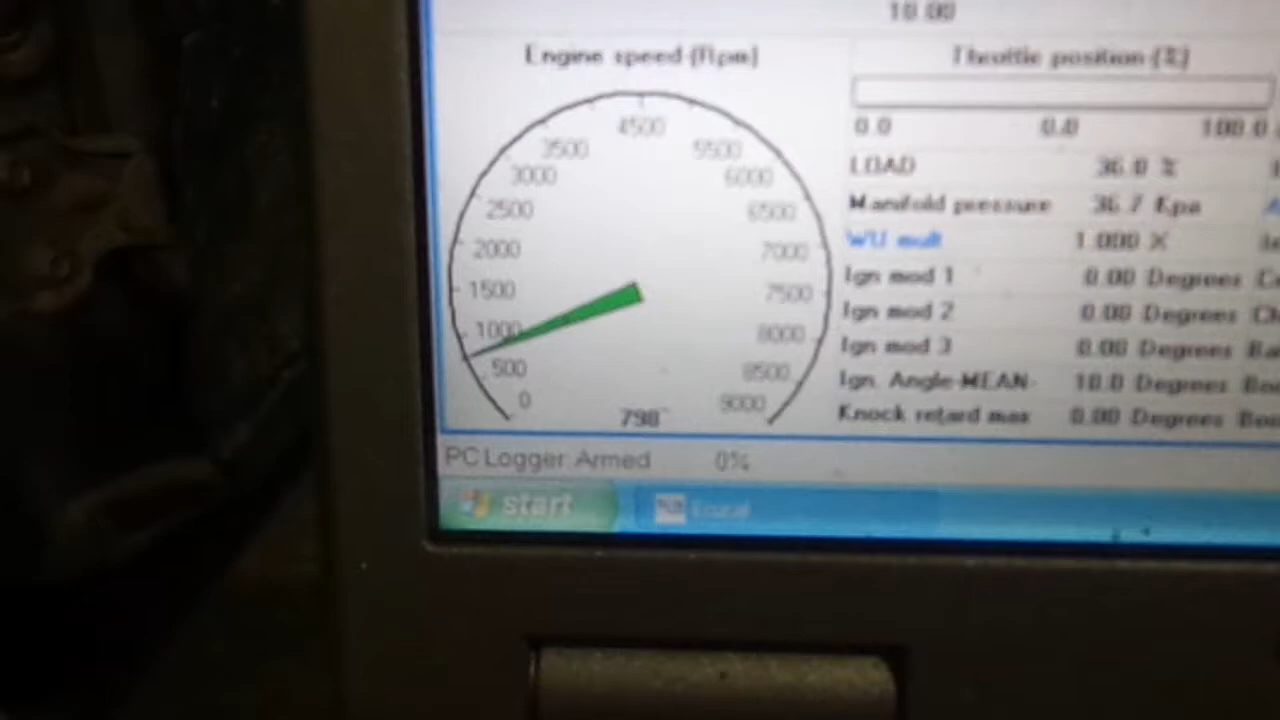 10.00
Engine speed (Rpm)
4500
3500 5500
3000 6000
2500 6500
2000 7000
1500 7500
1000 8000
500 8500
0 9000
798
Throttle position (%)
0.0 0.0 100.0
LOAD 36.0 %
Manifold pressure 36.7 Kpa
WU mult 1.000 X
Ign mod 1 0.00 Degrees
Ign mod 2 0.00 Degrees
Ign mod 3 0.00 Degrees
Ign. Angle-MEAN- 10.0 Degrees
Knock retard max 0.00 Degrees
PC Logger: Armed 0%
start